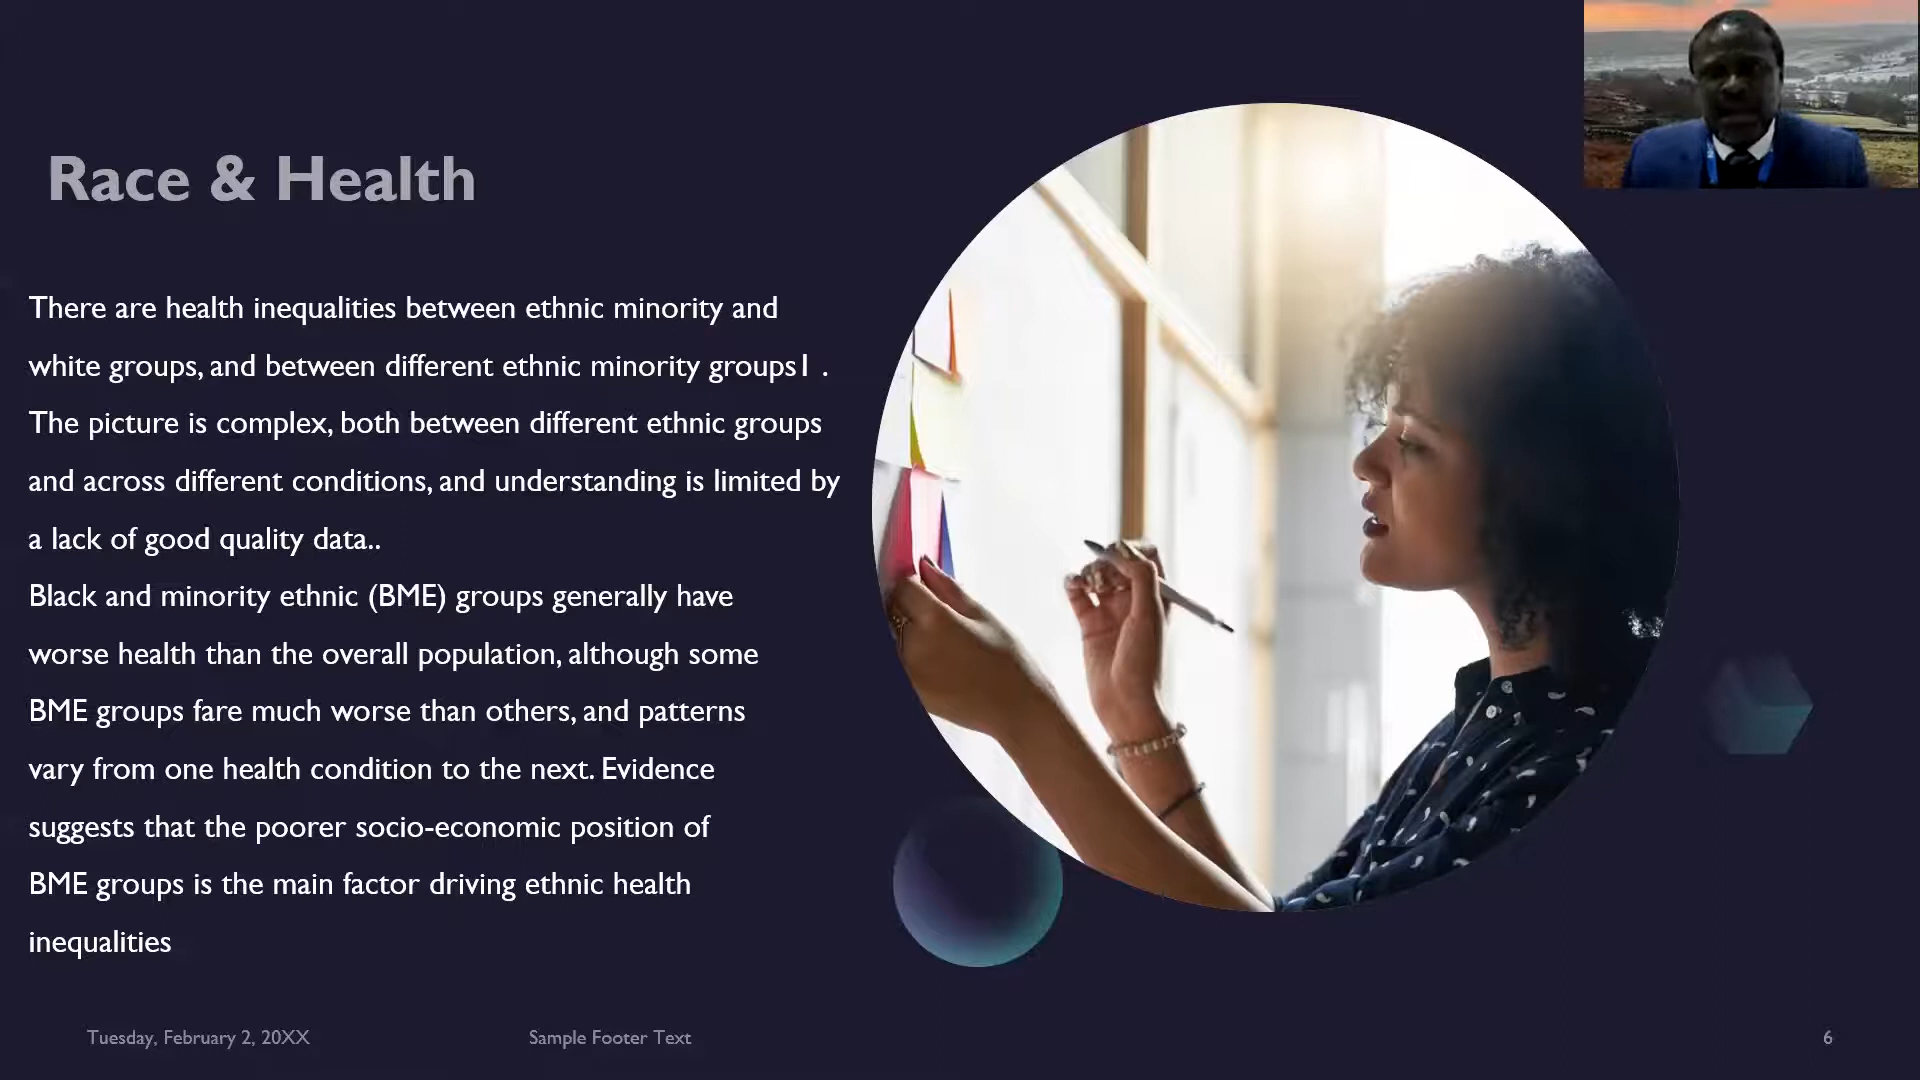 Race & Health
There are health inequalities between ethnic minority and
white groups, and between different ethnic minority groups1 .
The picture is complex, both between different ethnic groups
and across different conditions, and understanding is limited by
a lack of good quality data..
Black and minority ethnic (BME) groups generally have
worse health than the overall population, although some
BME groups fare much worse than others, and patterns
vary from one health condition to the next. Evidence
suggests that the poorer socio-economic position of
BME groups is the main factor driving ethnic health
inequalities
Tuesday, February 2, 20XX
Sample Footer Text
6